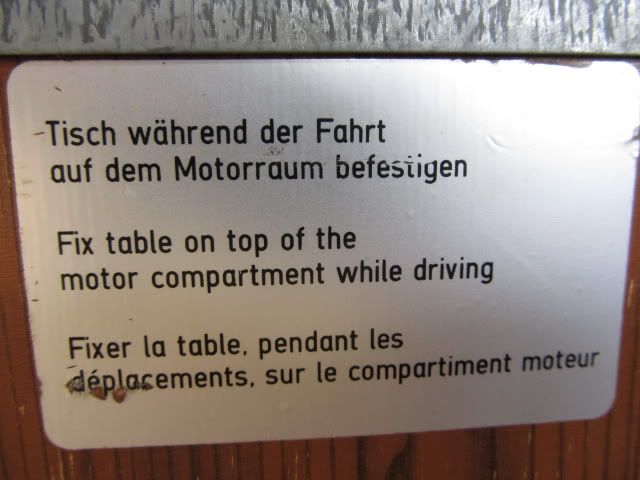 Tisch während der Fahrt
auf dem Motorraum befestigen
Fix table on top of the
motor compartment while driving
Fixer la table, pendant les
déplacements, sur le compartiment moteur